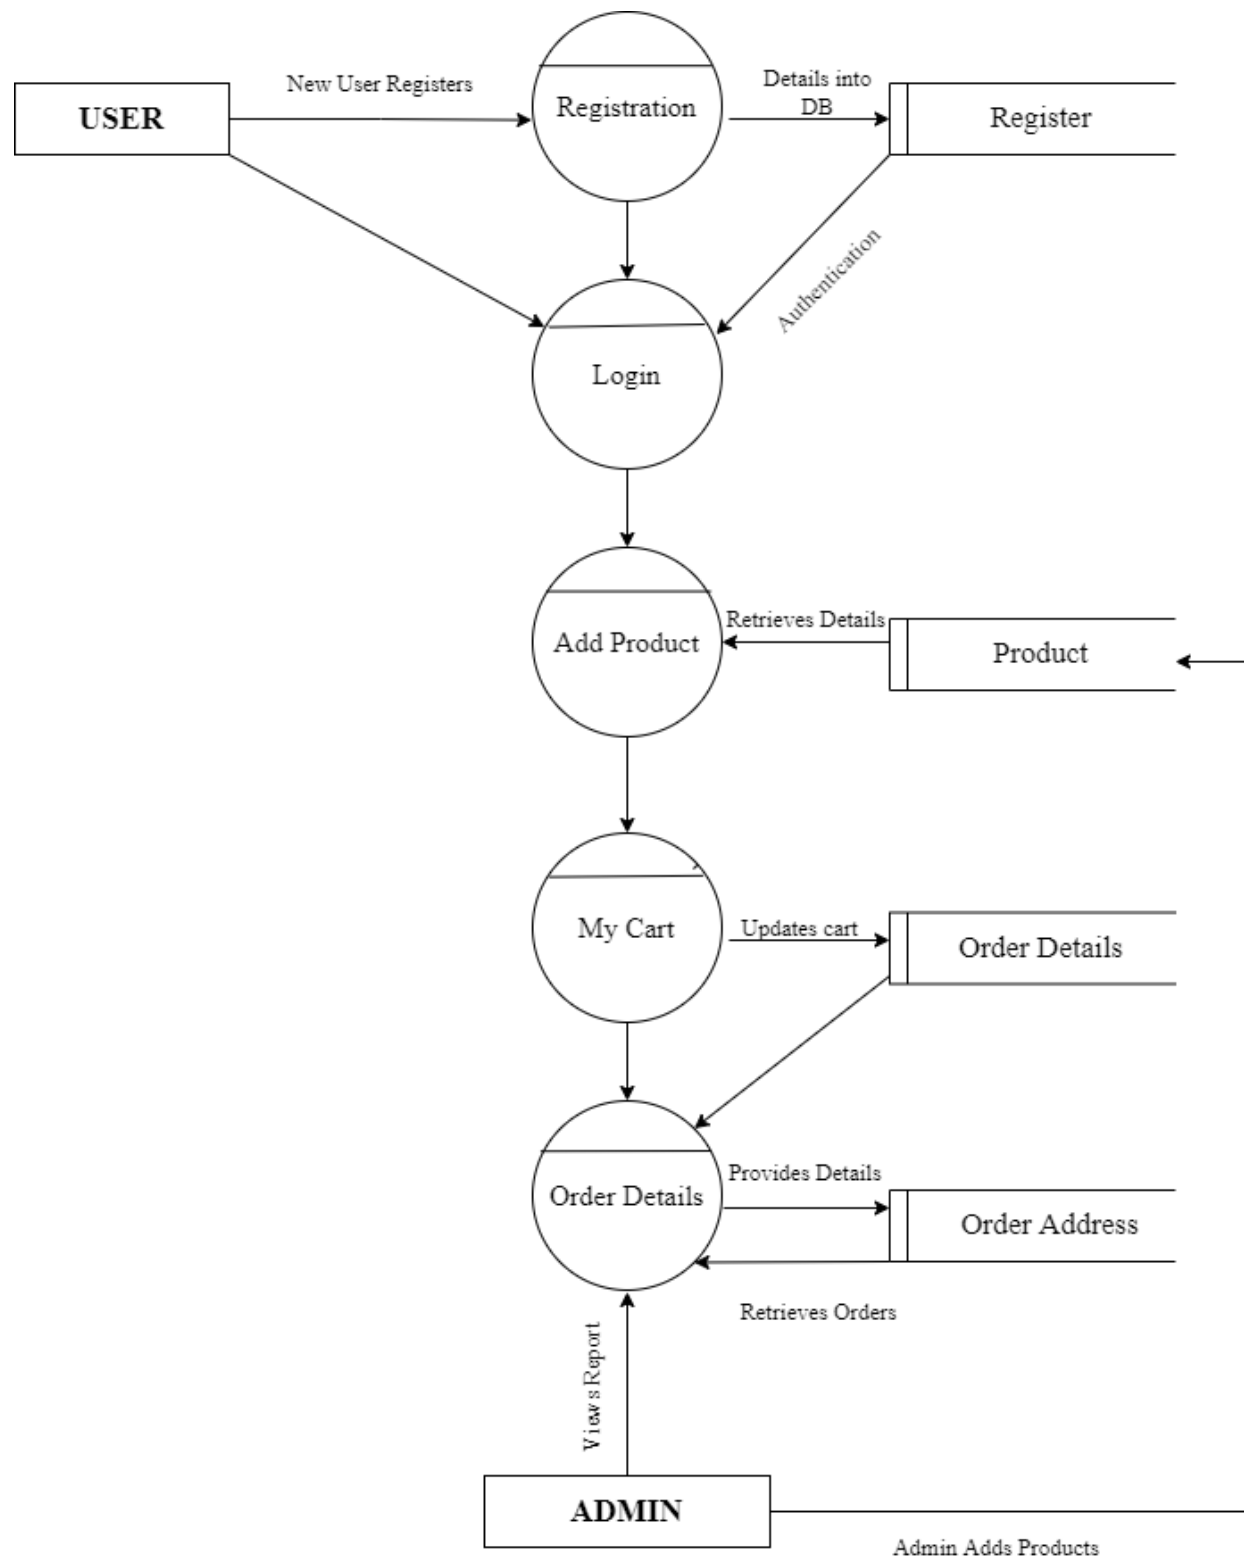 New User Registers
Details into
DB
USER
Registration
Register
Authentication
Login
Retrieves Details
Add Product
Product
My Cart
Updates cart
Order Details
Provides Details
Order Details
Order Address
Retrieves Orders
Views Report
ADMIN
Admin Adds Products